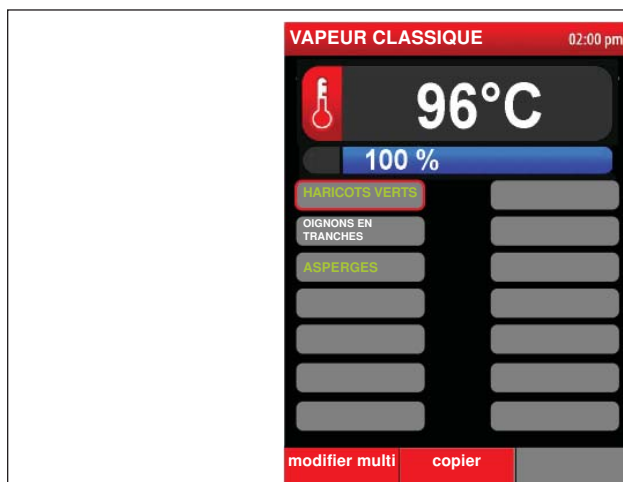 VAPEUR CLASSIQUE 02:00 pm
96°C
100 %
HARICOTS VERTS
OIGNONS EN
TRANCHES
ASPERGES
modifier multi copier